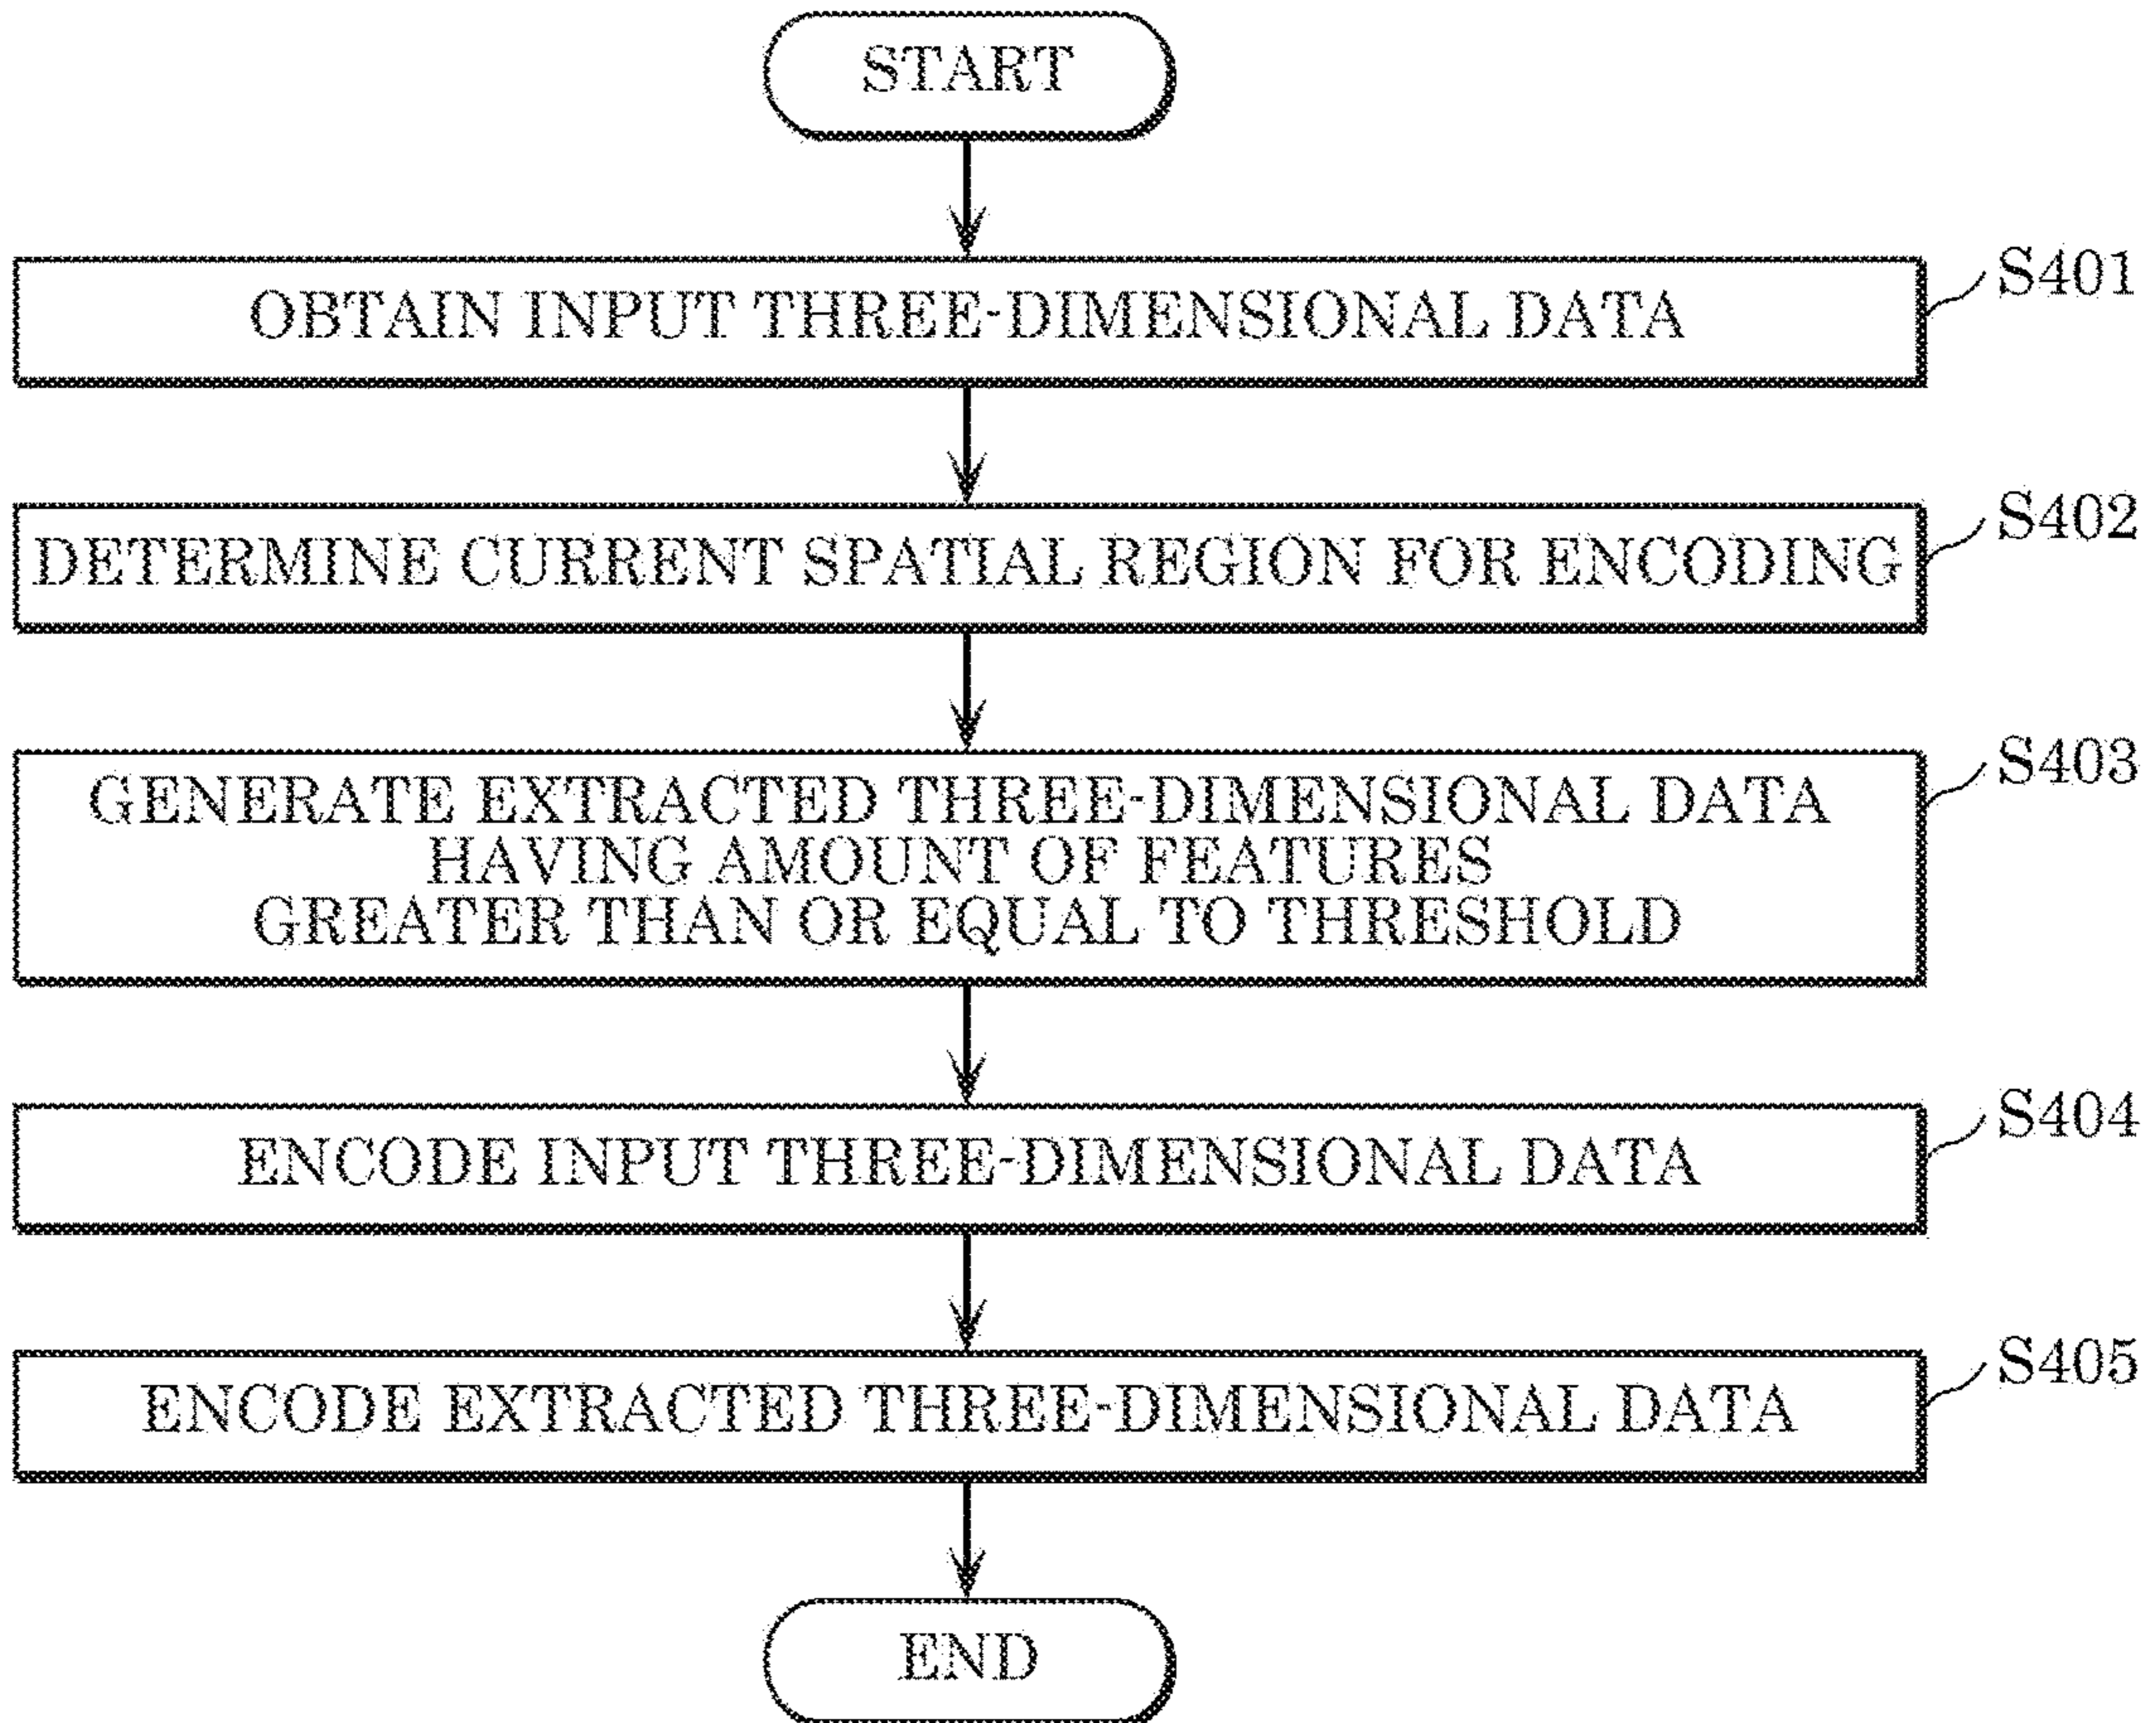 START
OBTAIN INPUT THREE-DIMENSIONAL DATA
S401
DETERMINE CURRENT SPATIAL REGION FOR ENCODING
S402
GENERATE EXTRACTED THREE-DIMENSIONAL DATA
HAVING AMOUNT OF FEATURES
GREATER THAN OR EQUAL TO THRESHOLD
S403
ENCODE INPUT THREE-DIMENSIONAL DATA
S404
ENCODE EXTRACTED THREE-DIMENSIONAL DATA
S405
END